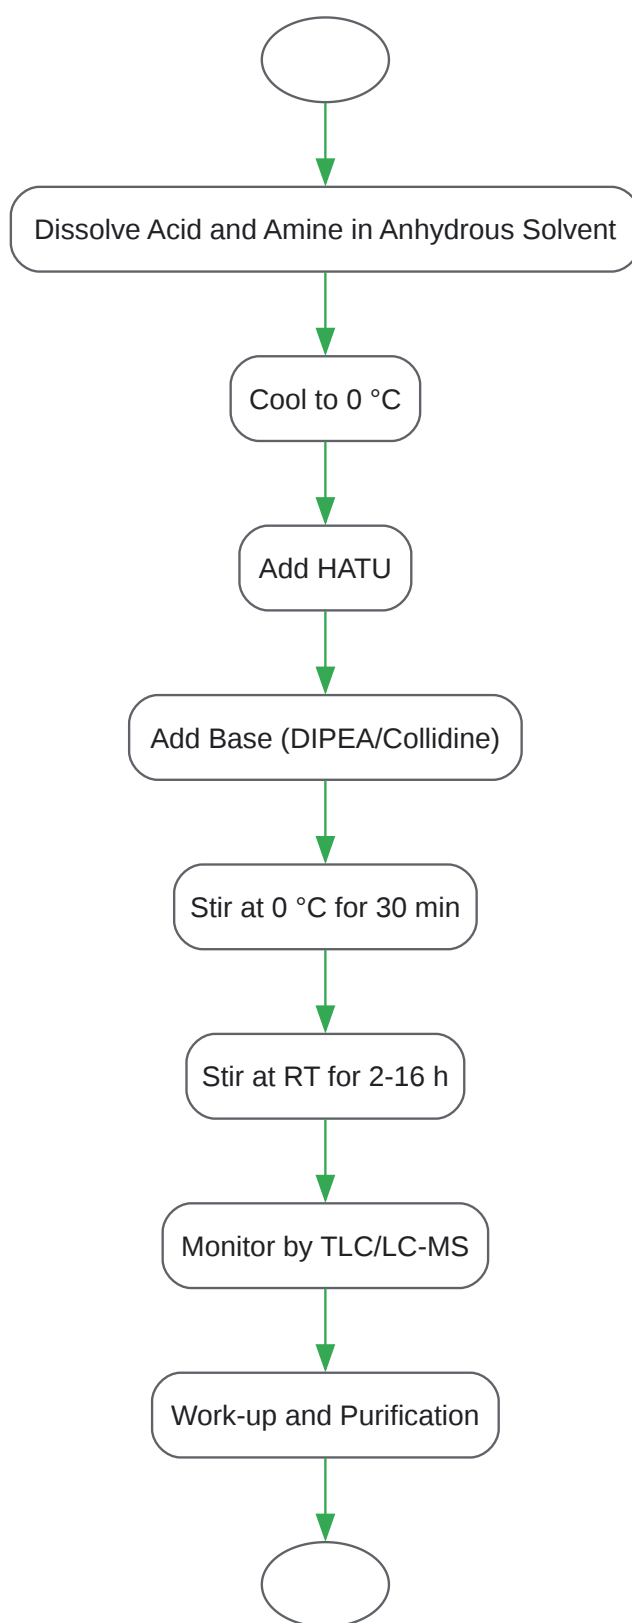 Dissolve Acid and Amine in Anhydrous Solvent
Cool to 0 °C
Add HATU
Add Base (DIPEA/Collidine)
Stir at 0 °C for 30 min
Stir at RT for 2-16 h
Monitor by TLC/LC-MS
Work-up and Purification